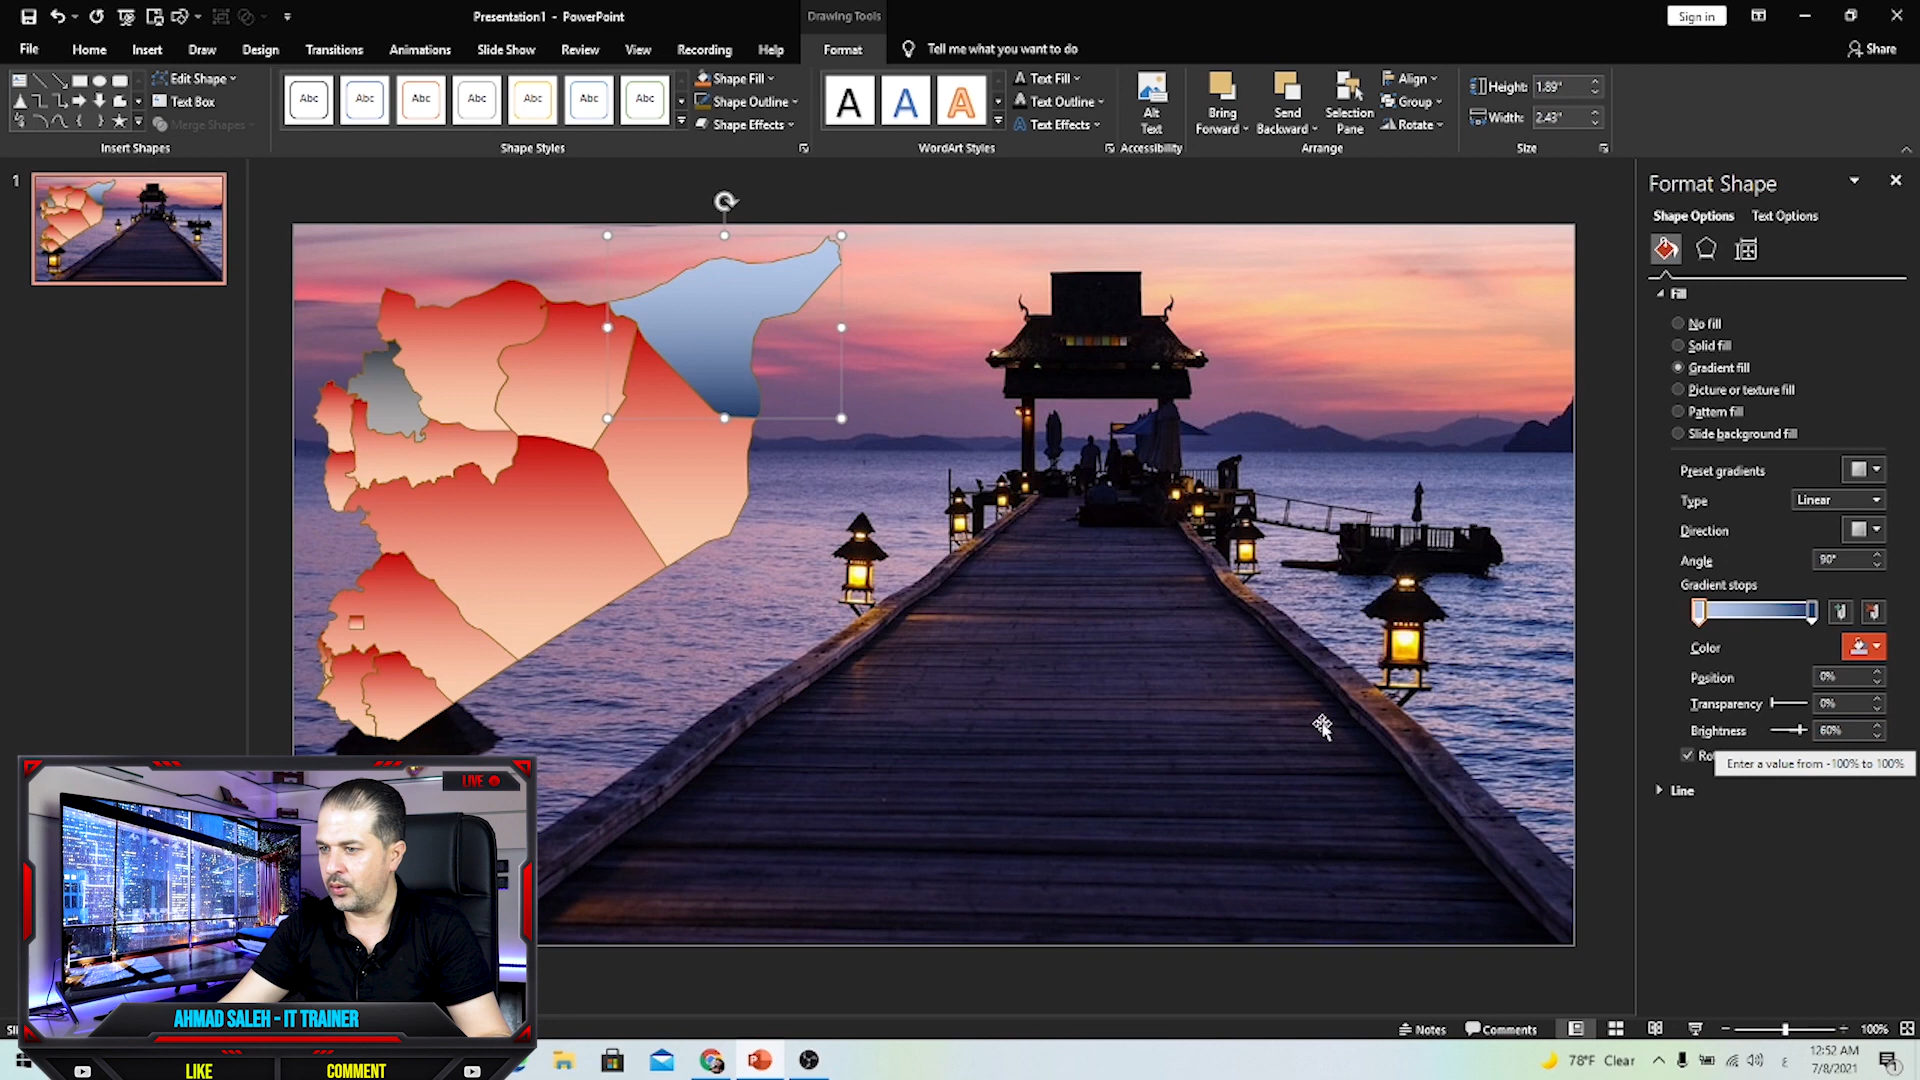 Presentation1 - PowerPoint
Drawing Tools
Sign in
File Home Insert Draw Design Transitions Animations Slide Show Review View Recording Help Format Tell me what you want to do
Share
Edit Shape
Text Box
Merge Shapes
Insert Shapes
Abc Abc Abc Abc Abc Abc Abc
Shape Fill
Shape Outline
Shape Effects
Shape Styles
A A A
Text Fill
Text Outline
Text Effects
WordArt Styles
Alt Text
Accessibility
Bring Forward
Send Backward
Selection Pane
Align
Group
Rotate
Arrange
Height: 1.89"
Width: 2.43"
Size
1
Format Shape
Shape Options Text Options
Fill
No fill
Solid fill
Gradient fill
Picture or texture fill
Pattern fill
Slide background fill
Preset gradients
Type Linear
Direction
Angle 90°
Gradient stops
Color
Position 0%
Transparency 0%
Brightness 60%
Enter a value from -100% to 100%
Line
LIVE
AHMAD SALEH - IT TRAINER
LIKE COMMENT
Notes Comments 100%
78°F Clear
ع
12:52 AM
7/8/2021